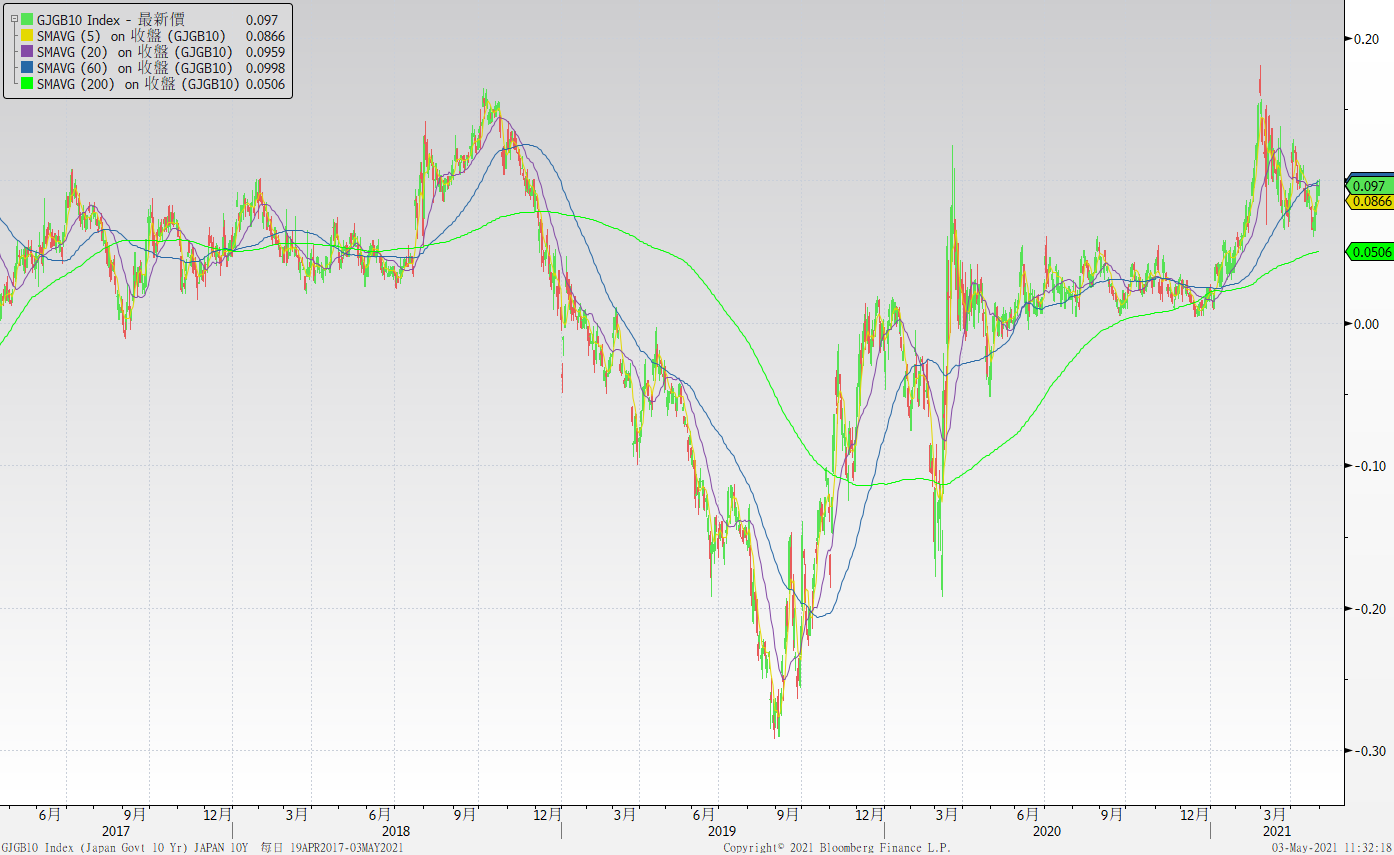 GJGB10 Index - 最新價 0.097
SMAVG (5) on 收盤 (GJGB10) 0.0866
SMAVG (20) on 收盤 (GJGB10) 0.0959
SMAVG (60) on 收盤 (GJGB10) 0.0998
SMAVG (200) on 收盤 (GJGB10) 0.0506
0.20
0.097
0.0866
0.0506
0.00
-0.10
-0.20
-0.30
6月 9月 12月 3月 6月 9月 12月 3月 6月 9月 12月 3月 6月 9月 12月 3月
2017 2018 2019 2020 2021
GJGB10 Index (Japan Govt 10 Yr) JAPAN 10Y 每日 19APR2017-03MAY2021 Copyright© 2021 Bloomberg Finance L.P. 03-May-2021 11:32:18